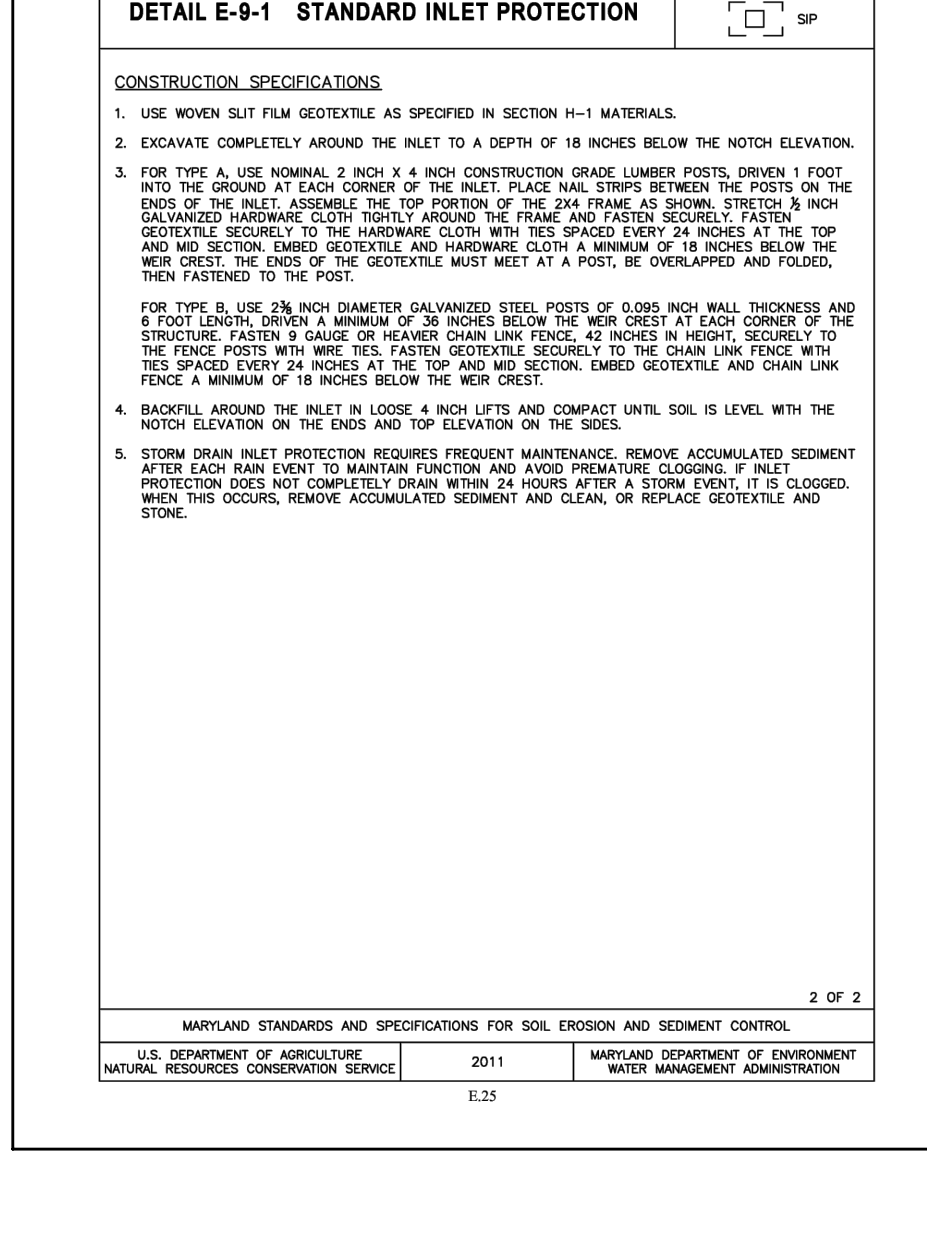 DETAIL E-9-1 STANDARD INLET PROTECTION
SIP
CONSTRUCTION SPECIFICATIONS
1. USE WOVEN SLIT FILM GEOTEXTILE AS SPECIFIED IN SECTION H-1 MATERIALS.
2. EXCAVATE COMPLETELY AROUND THE INLET TO A DEPTH OF 18 INCHES BELOW THE NOTCH ELEVATION.
3. FOR TYPE A, USE NOMINAL 2 INCH X 4 INCH CONSTRUCTION GRADE LUMBER POSTS, DRIVEN 1 FOOT
INTO THE GROUND AT EACH CORNER OF THE INLET. PLACE NAIL STRIPS BETWEEN THE POSTS ON THE
ENDS OF THE INLET. ASSEMBLE THE TOP PORTION OF THE 2X4 FRAME AS SHOWN. STRETCH ½ INCH
GALVANIZED HARDWARE CLOTH TIGHTLY AROUND THE FRAME AND FASTEN SECURELY. FASTEN
GEOTEXTILE SECURELY TO THE HARDWARE CLOTH WITH TIES SPACED EVERY 24 INCHES AT THE TOP
AND MID SECTION. EMBED GEOTEXTILE AND HARDWARE CLOTH A MINIMUM OF 18 INCHES BELOW THE
WEIR CREST. THE ENDS OF THE GEOTEXTILE MUST MEET AT A POST, BE OVERLAPPED AND FOLDED,
THEN FASTENED TO THE POST.
FOR TYPE B, USE 2⅜ INCH DIAMETER GALVANIZED STEEL POSTS OF 0.095 INCH WALL THICKNESS AND
6 FOOT LENGTH, DRIVEN A MINIMUM OF 36 INCHES BELOW THE WEIR CREST AT EACH CORNER OF THE
STRUCTURE. FASTEN 9 GAUGE OR HEAVIER CHAIN LINK FENCE, 42 INCHES IN HEIGHT, SECURELY TO
THE FENCE POSTS WITH WIRE TIES. FASTEN GEOTEXTILE SECURELY TO THE CHAIN LINK FENCE WITH
TIES SPACED EVERY 24 INCHES AT THE TOP AND MID SECTION. EMBED GEOTEXTILE AND CHAIN LINK
FENCE A MINIMUM OF 18 INCHES BELOW THE WEIR CREST.
4. BACKFILL AROUND THE INLET IN LOOSE 4 INCH LIFTS AND COMPACT UNTIL SOIL IS LEVEL WITH THE
NOTCH ELEVATION ON THE ENDS AND TOP ELEVATION ON THE SIDES.
5. STORM DRAIN INLET PROTECTION REQUIRES FREQUENT MAINTENANCE. REMOVE ACCUMULATED SEDIMENT
AFTER EACH RAIN EVENT TO MAINTAIN FUNCTION AND AVOID PREMATURE CLOGGING. IF INLET
PROTECTION DOES NOT COMPLETELY DRAIN WITHIN 24 HOURS AFTER A STORM EVENT, IT IS CLOGGED.
WHEN THIS OCCURS, REMOVE ACCUMULATED SEDIMENT AND CLEAN, OR REPLACE GEOTEXTILE AND
STONE.
2 OF 2
MARYLAND STANDARDS AND SPECIFICATIONS FOR SOIL EROSION AND SEDIMENT CONTROL
U.S. DEPARTMENT OF AGRICULTURE
NATURAL RESOURCES CONSERVATION SERVICE
2011
MARYLAND DEPARTMENT OF ENVIRONMENT
WATER MANAGEMENT ADMINISTRATION
E.25